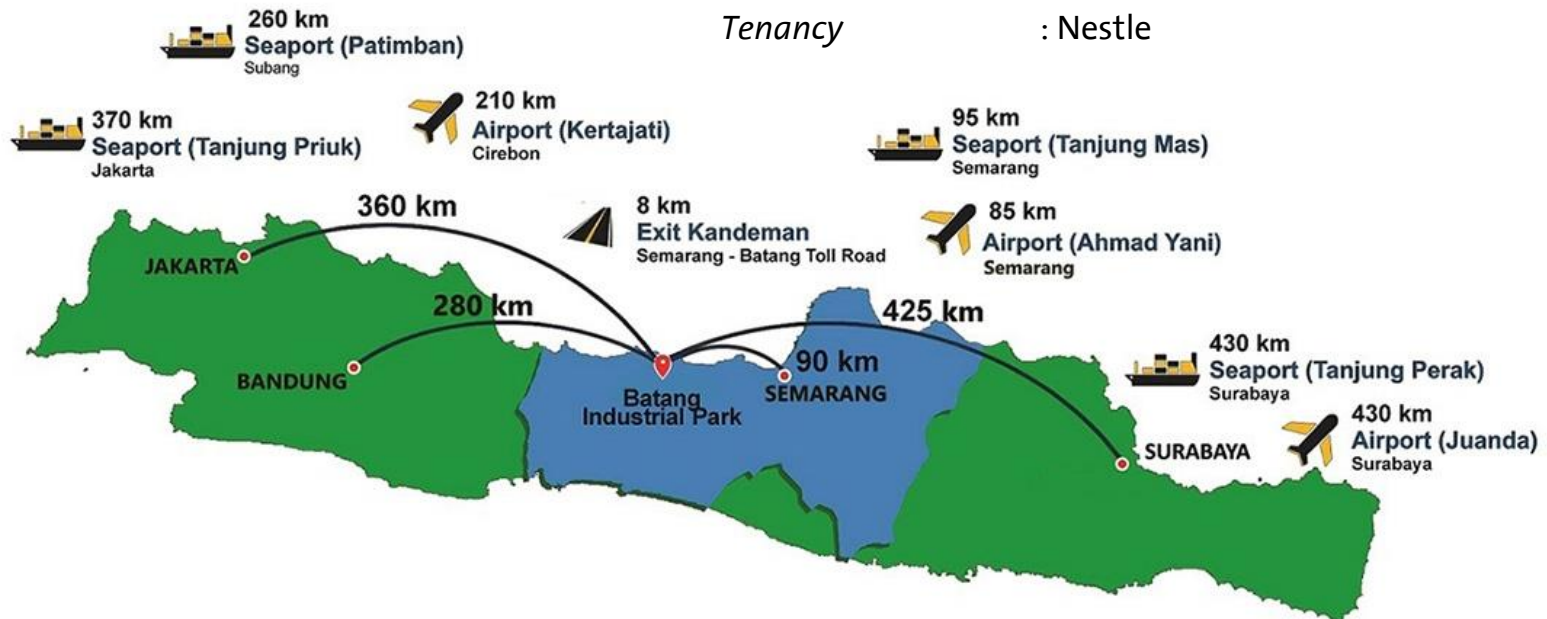 Tenancy : Nestle
260 km
Seaport (Patimban)
Subang
370 km
Seaport (Tanjung Priuk)
Jakarta
210 km
Airport (Kertajati)
Cirebon
95 km
Seaport (Tanjung Mas)
Semarang
8 km
Exit Kandeman
Semarang - Batang Toll Road
85 km
Airport (Ahmad Yani)
Semarang
360 km
JAKARTA
280 km
BANDUNG
425 km
90 km
SEMARANG
Batang
Industrial Park
430 km
Seaport (Tanjung Perak)
Surabaya
430 km
Airport (Juanda)
Surabaya
SURABAYA